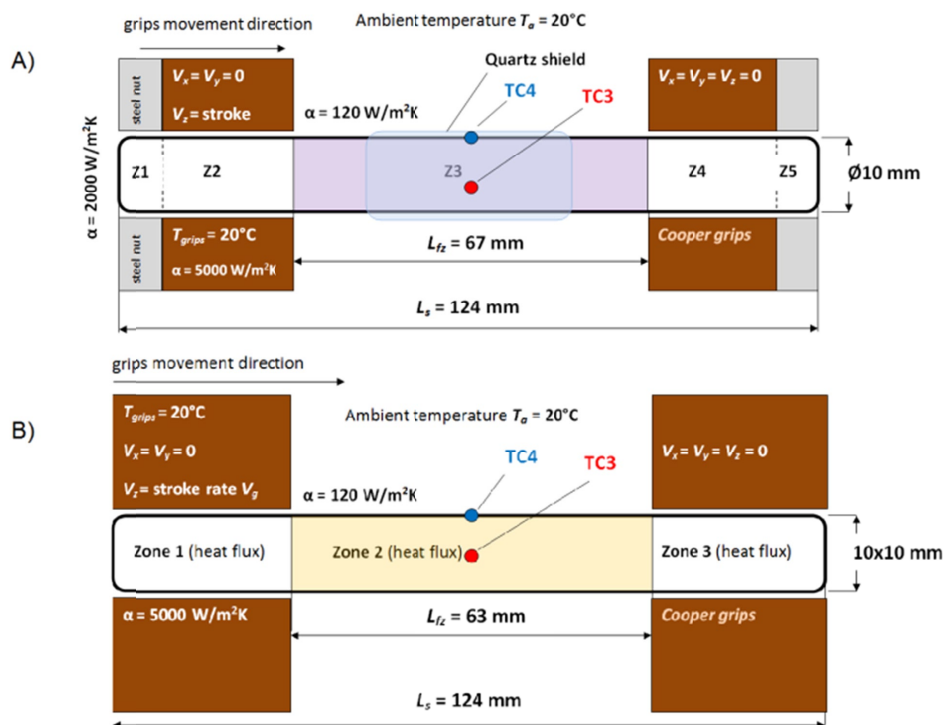 grips movement direction
Ambient temperature Tₐ = 20°C
A)
Quartz shield
steel nut
Vₓ = Vᵧ = 0
V_z = stroke
α = 120 W/m²K
TC4
TC3
Vₓ = Vᵧ = V_z = 0
α = 2000 W/m²K
Z1
Z2
Z3
Z4
Z5
Ø10 mm
steel nut
T_grips = 20°C
α = 5000 W/m²K
L_fz = 67 mm
Cooper grips
L_s = 124 mm
grips movement direction
B)
T_grips = 20°C
Vₓ = Vᵧ = 0
V_z = stroke rate V_g
Ambient temperature Tₐ = 20°C
α = 120 W/m²K
TC4
TC3
Vₓ = Vᵧ = V_z = 0
Zone 1 (heat flux)
Zone 2 (heat flux)
Zone 3 (heat flux)
10x10 mm
α = 5000 W/m²K
L_fz = 63 mm
Cooper grips
L_s = 124 mm